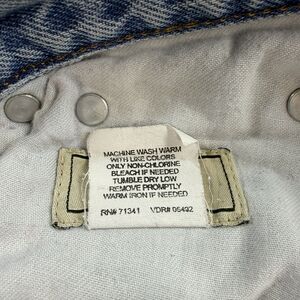 MACHINE WASH WARM
WITH LIKE COLORS
ONLY NON-CHLORINE
BLEACH IF NEEDED
TUMBLE DRY LOW
REMOVE PROMPTLY
WARM IRON IF NEEDED
RN# 71341 VDR# 05492